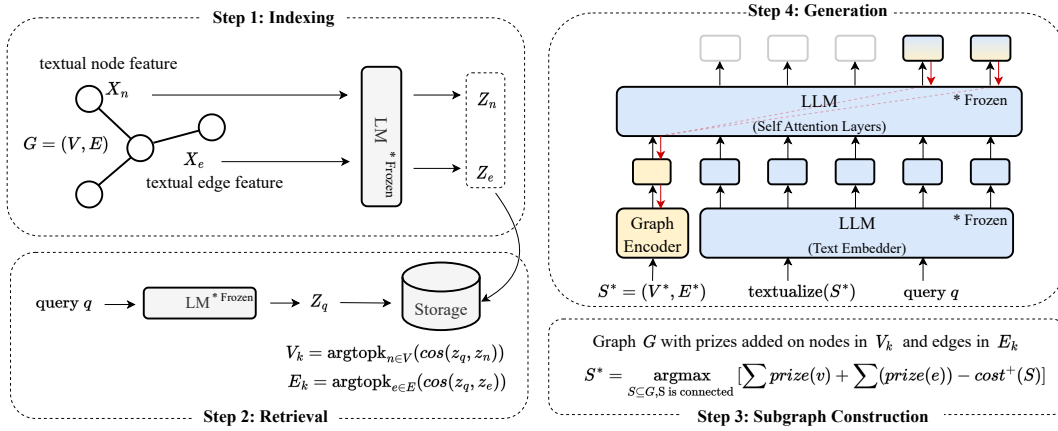 Step 1: Indexing
textual node feature
X_n
G = (V, E)
X_e
textual edge feature
LM * Frozen
Z_n
Z_e
query q
LM * Frozen
Z_q
Storage
V_k = argtopk_{n∈V}(cos(z_q, z_n))
E_k = argtopk_{e∈E}(cos(z_q, z_e))
Step 2: Retrieval
Step 4: Generation
LLM
* Frozen
(Self Attention Layers)
Graph
Encoder
LLM
* Frozen
(Text Embedder)
S* = (V*, E*)
textualize(S*)
query q
Graph G with prizes added on nodes in V_k and edges in E_k
S* = argmax [∑ prize(v) + ∑(prize(e)) − cost⁺(S)]
S⊆G,S is connected
Step 3: Subgraph Construction